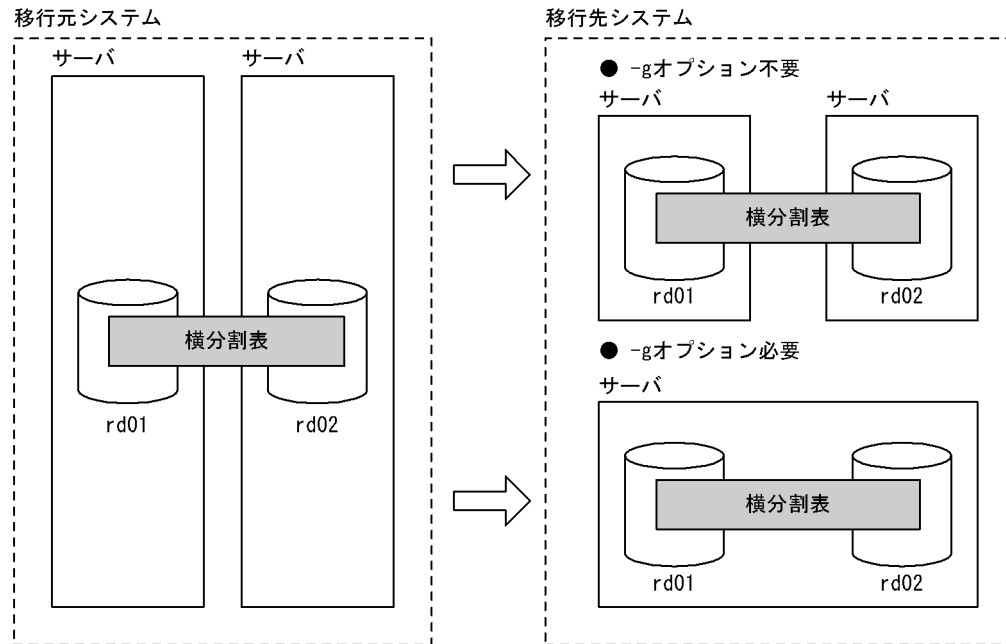 移行元システム
サーバ
サーバ
横分割表
rd01
rd02
移行先システム
● -gオプション不要
サーバ
サーバ
横分割表
rd01
rd02
● -gオプション必要
サーバ
横分割表
rd01
rd02